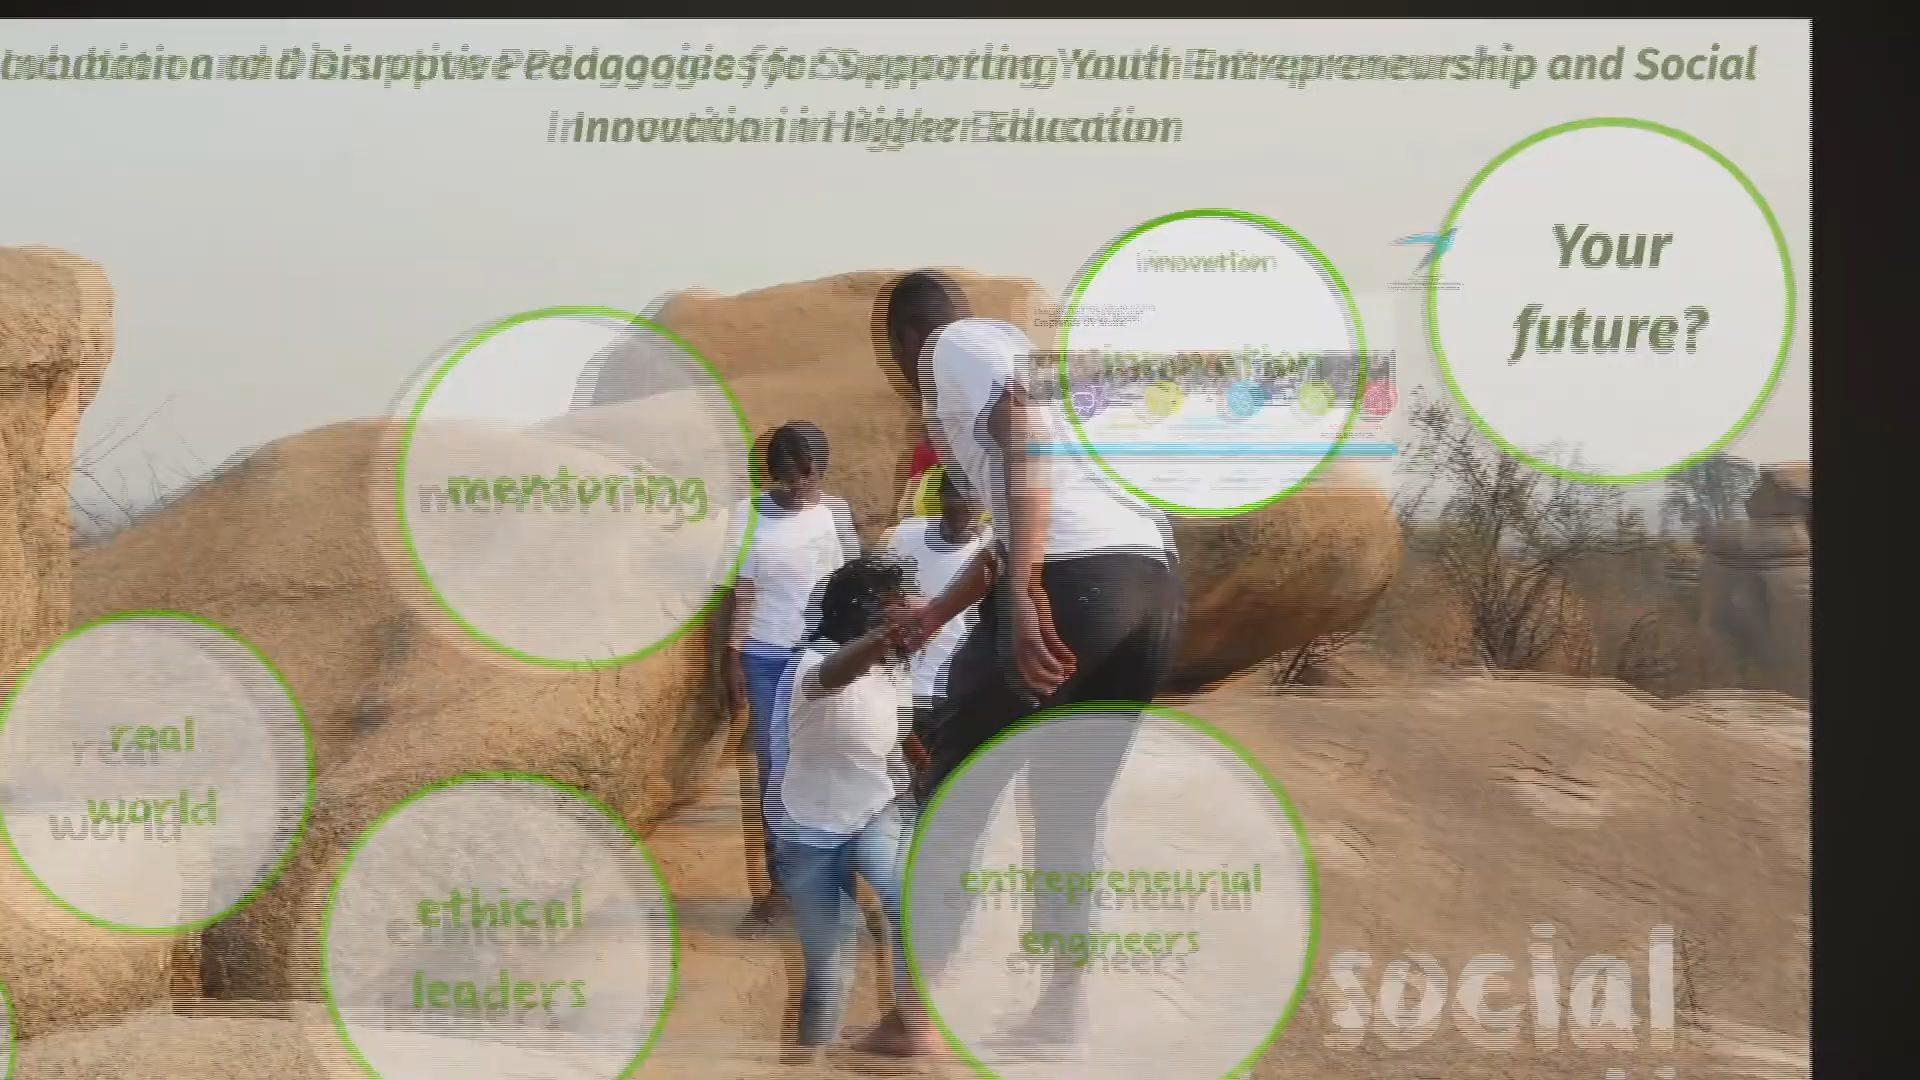 and Disruptive Pedagogies for Supporting Youth Entrepreneurship and Social
Innovation in Higher Education
Your
future?
innovation
innovation
mentoring
real
world
ethical
leaders
entrepreneurial
engineers
social